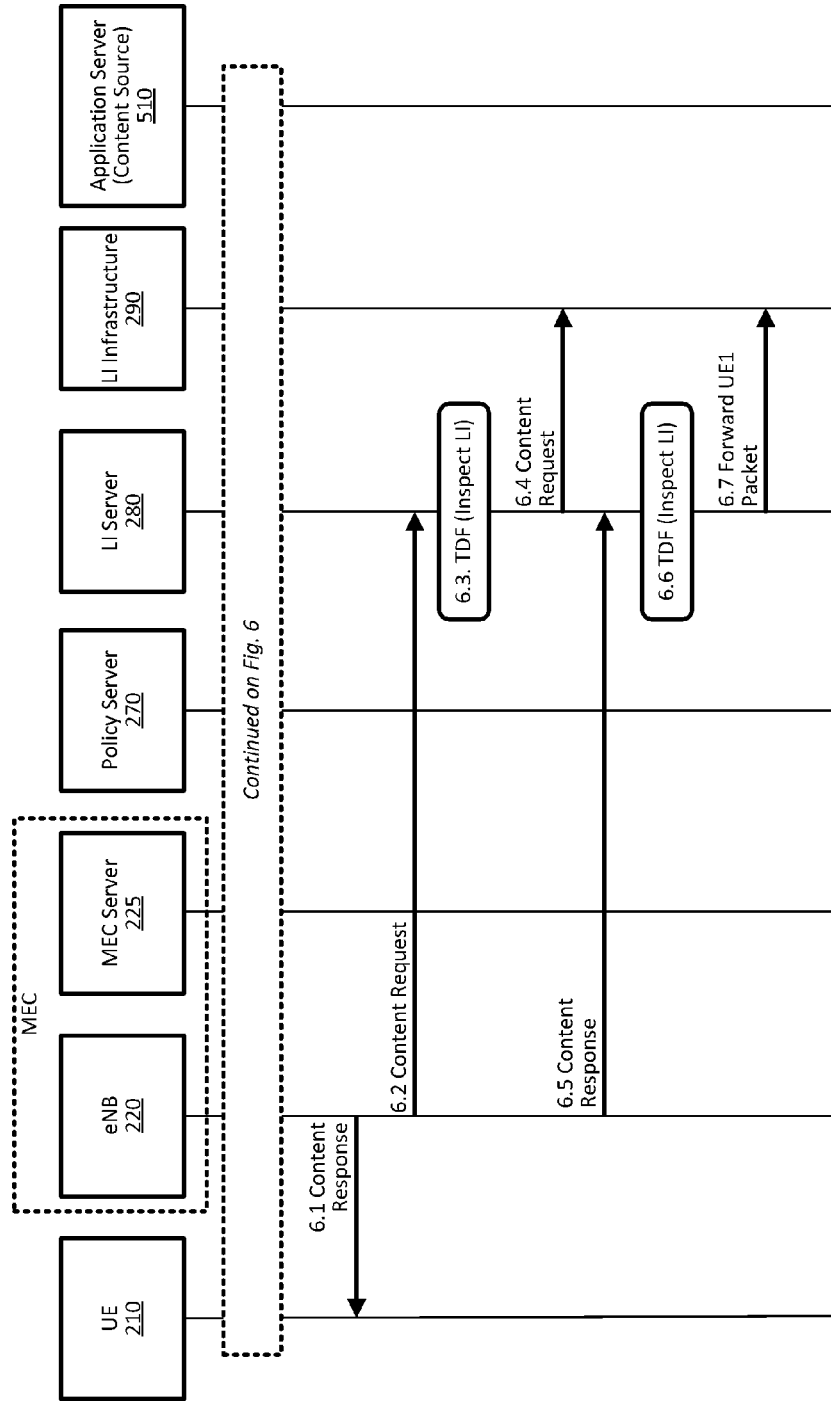 MEC
UE
210
eNB
220
MEC Server
225
Policy Server
270
LI Server
280
LI Infrastructure
290
Application Server
(Content Source)
510
Continued on Fig. 6
6.1 Content
Response
6.2 Content Request
6.3. TDF (Inspect LI)
6.4 Content
Request
6.5 Content
Response
6.6 TDF (Inspect LI)
6.7 Forward UE1
Packet